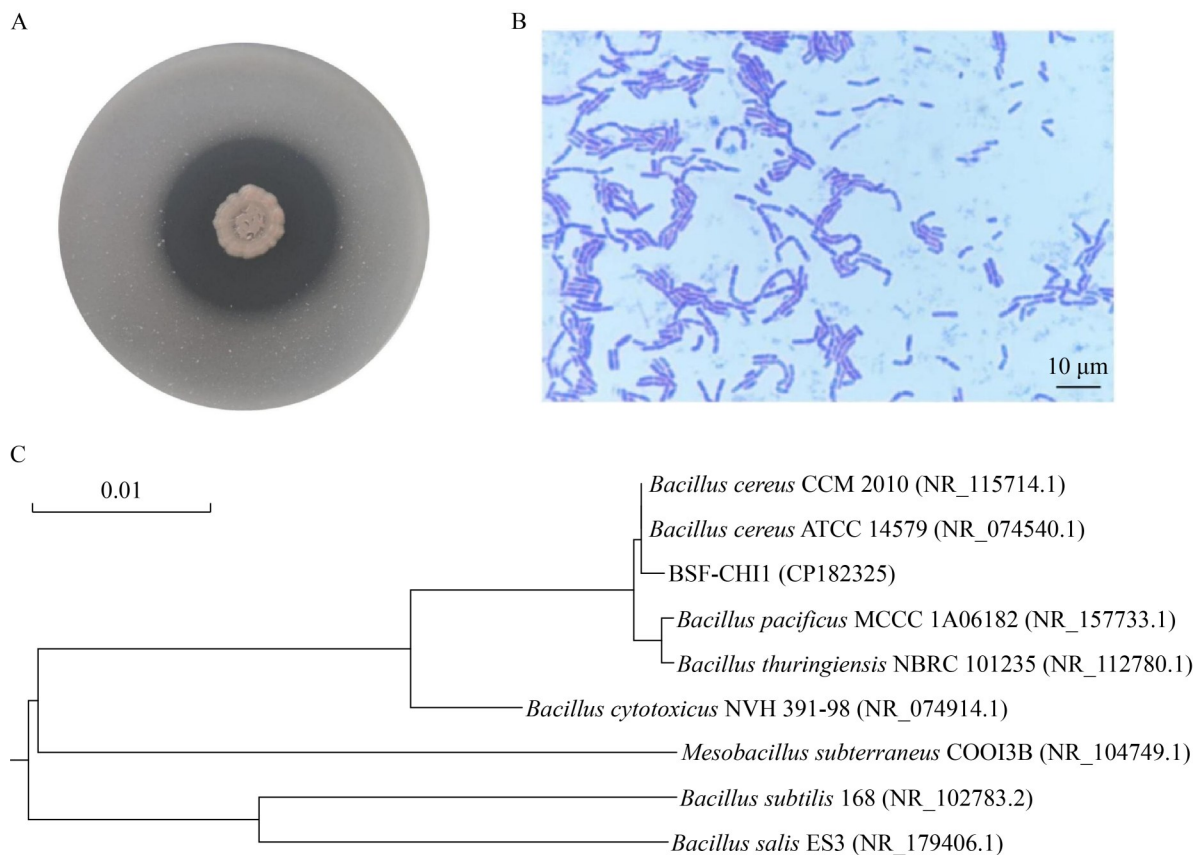 A
B
10 μm
C
0.01
Bacillus cereus CCM 2010 (NR_115714.1)
Bacillus cereus ATCC 14579 (NR_074540.1)
BSF-CHI1 (CP182325)
Bacillus pacificus MCCC 1A06182 (NR_157733.1)
Bacillus thuringiensis NBRC 101235 (NR_112780.1)
Bacillus cytotoxicus NVH 391-98 (NR_074914.1)
Mesobacillus subterraneus COOI3B (NR_104749.1)
Bacillus subtilis 168 (NR_102783.2)
Bacillus salis ES3 (NR_179406.1)